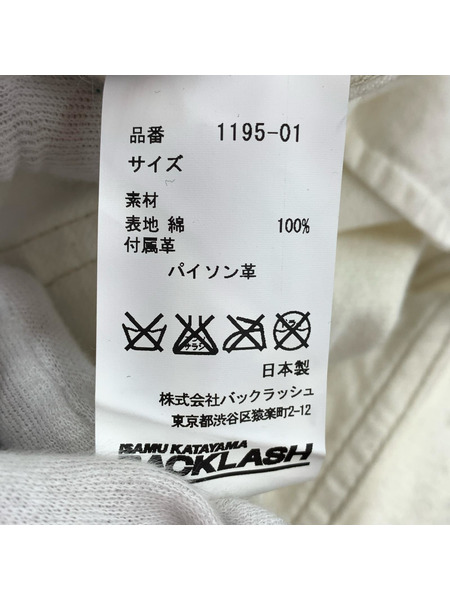 品番 1195-01
サイズ
素材
表地 綿 100%
付属革
パイソン革
日本製
株式会社バックラッシュ
東京都渋谷区猿楽町2-12
ISAMU KATAYAMA
BACKLASH